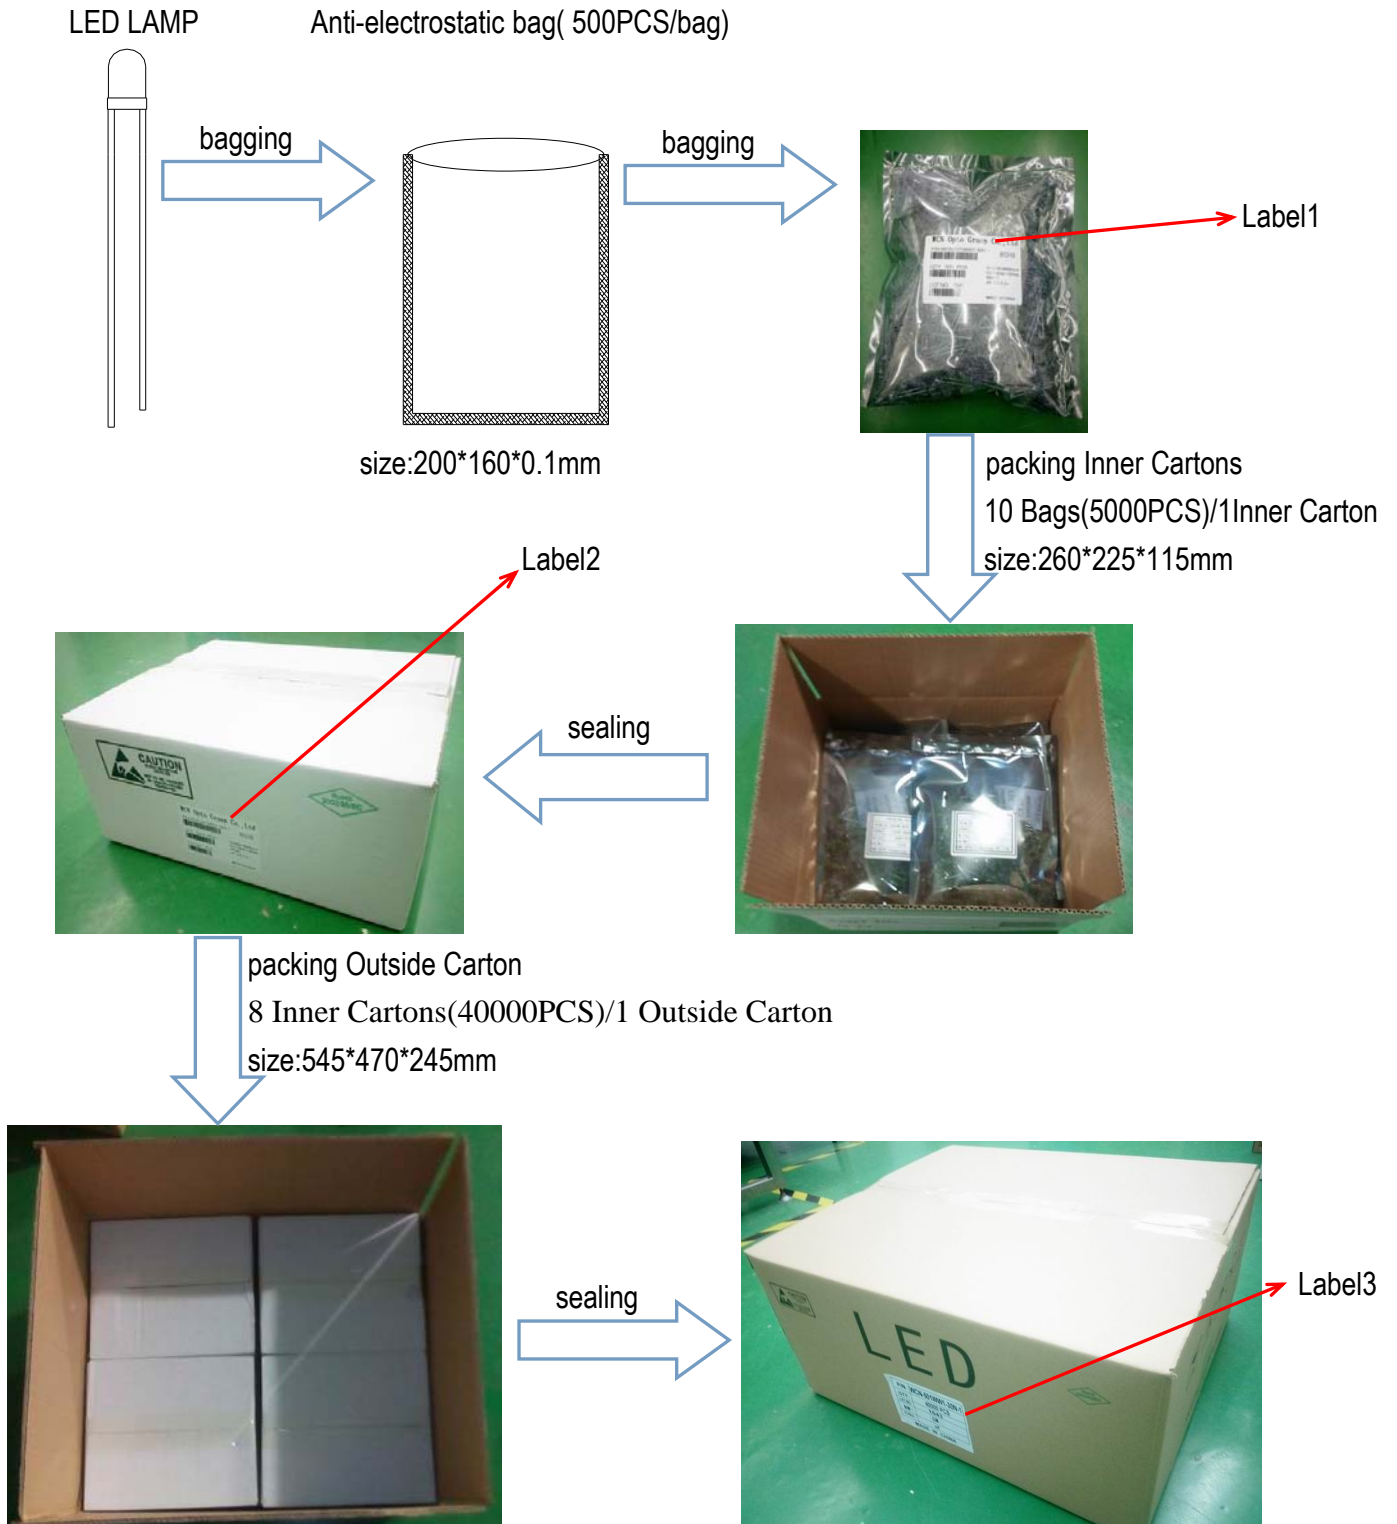 LED LAMP
Anti-electrostatic bag( 500PCS/bag)
bagging
bagging
Label1
size:200*160*0.1mm
packing Inner Cartons
10 Bags(5000PCS)/1Inner Carton
size:260*225*115mm
Label2
sealing
CAUTION
packing Outside Carton
8 Inner Cartons(40000PCS)/1 Outside Carton
size:545*470*245mm
sealing
Label3
LED